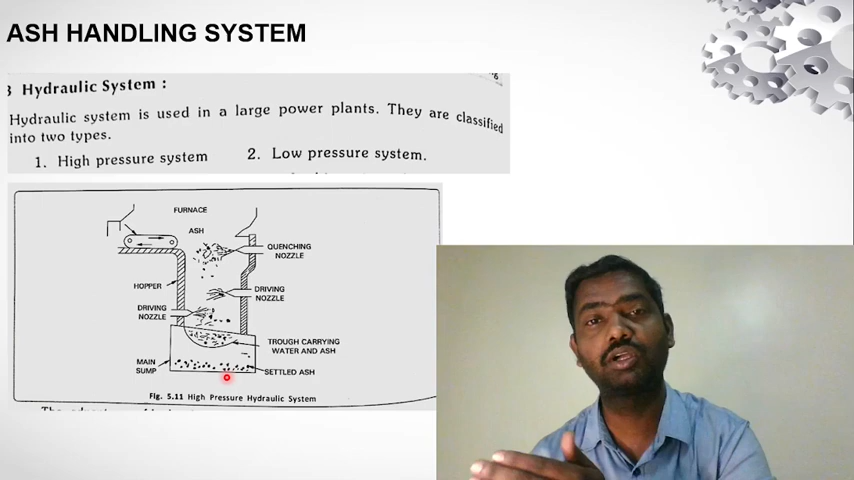 ASH HANDLING SYSTEM
3 Hydraulic System :
Hydraulic system is used in a large power plants. They are classified
into two types.
1. High pressure system 2. Low pressure system.
FURNACE
ASH
QUENCHING
NOZZLE
HOPPER
DRIVING
NOZZLE
DRIVING
NOZZLE
TROUGH CARRYING
WATER AND ASH
MAIN
SUMP
SETTLED ASH
Fig. 5.11 High Pressure Hydraulic System